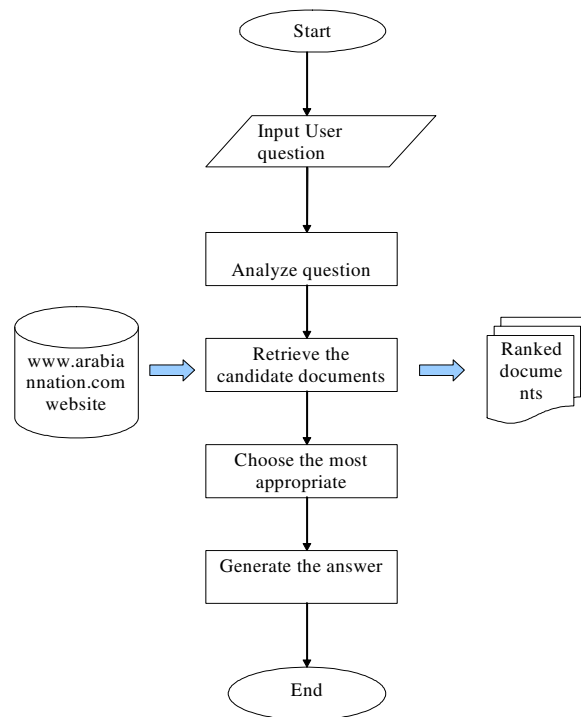 Start
Input User
question
Analyze question
www.arabia
nnation.com
website
Retrieve the
candidate documents
Ranked
docume
nts
Choose the most
appropriate
Generate the answer
End